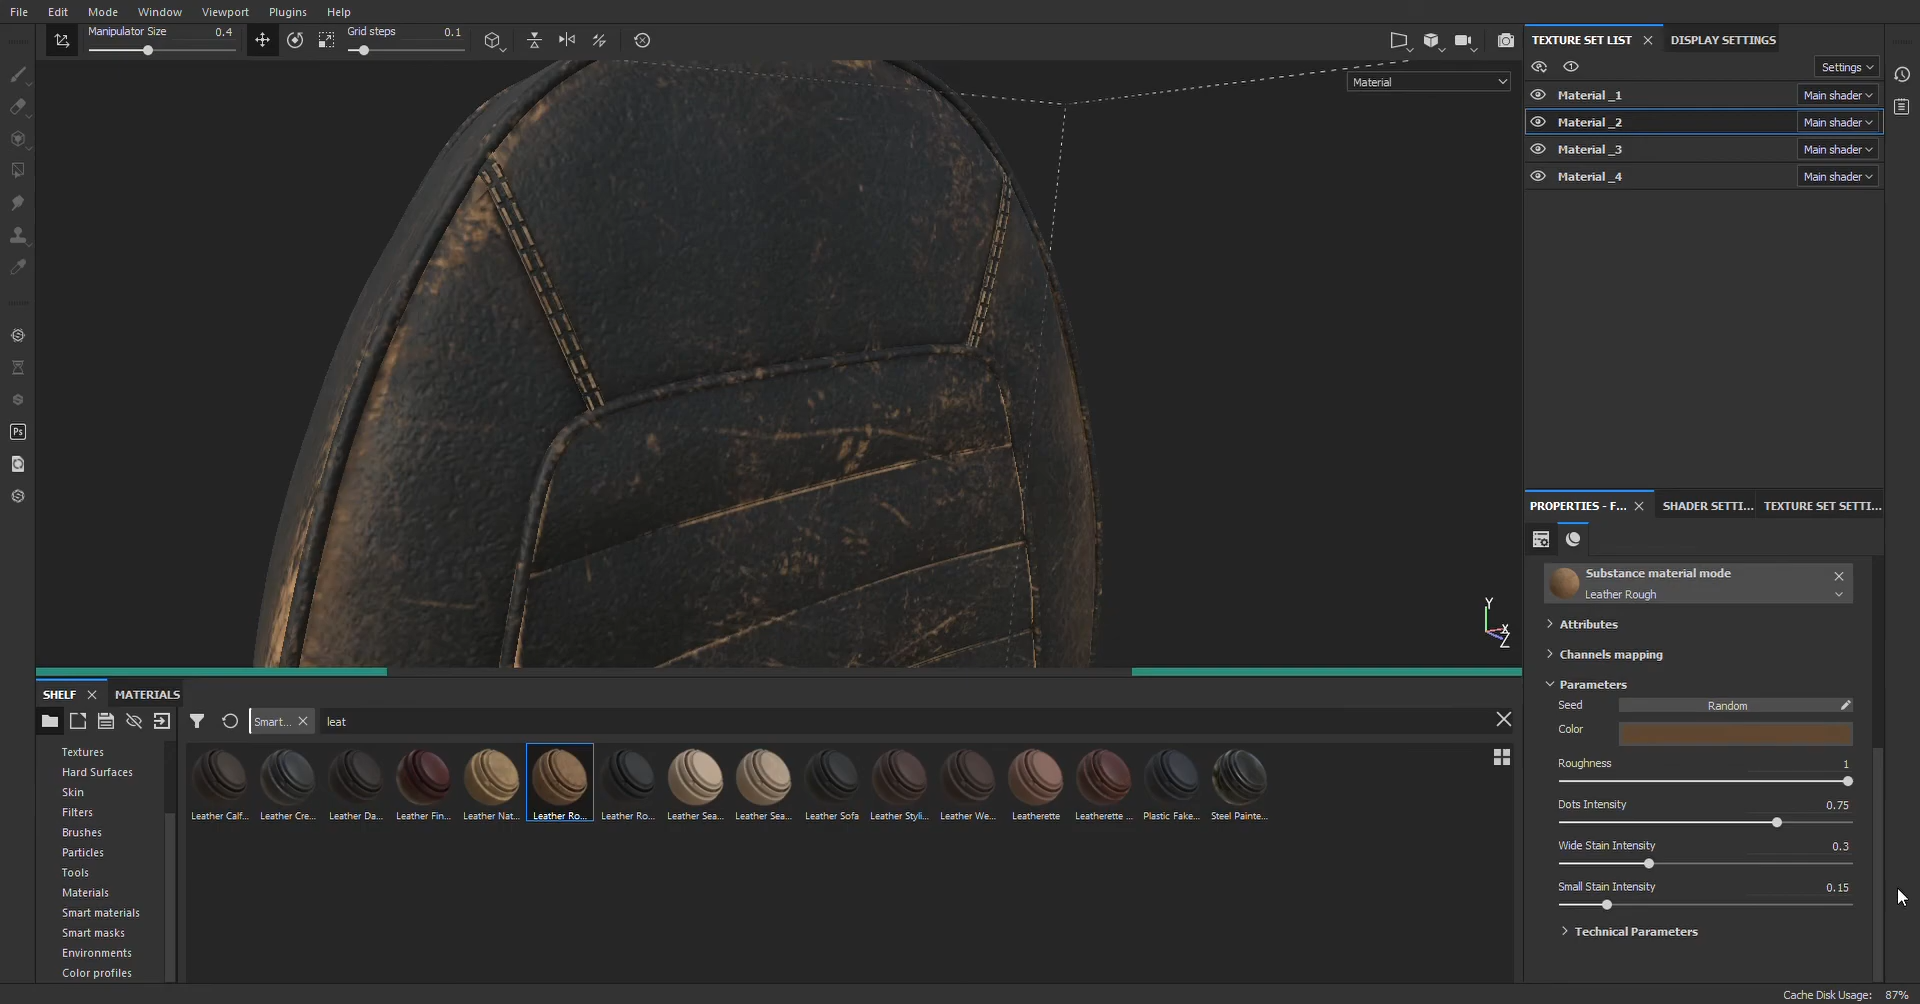 File Edit Mode Window Viewport Plugins Help
Manipulator Size 0.4
Grid steps 0.1
Material
TEXTURE SET LIST
DISPLAY SETTINGS
Settings
Material _1 Main shader
Material _2 Main shader
Material _3 Main shader
Material _4 Main shader
Ps
Y
X
Z
PROPERTIES - F...
SHADER SETTI...
TEXTURE SET SETTI...
Substance material mode
Leather Rough
Attributes
Channels mapping
Parameters
Seed Random
Color
Roughness 1
Dots Intensity 0.75
Wide Stain Intensity 0.3
Small Stain Intensity 0.15
Technical Parameters
SHELF
MATERIALS
Smart...
leat
Textures
Hard Surfaces
Skin
Filters
Brushes
Particles
Tools
Materials
Smart materials
Smart masks
Environments
Color profiles
Leather Calf...
Leather Cre...
Leather Da...
Leather Fin...
Leather Nat...
Leather Ro...
Leather Ro...
Leather Sea...
Leather Sea...
Leather Sofa
Leather Styli...
Leather We...
Leatherette
Leatherette ...
Plastic Fake...
Steel Painte...
Cache Disk Usage: 87%